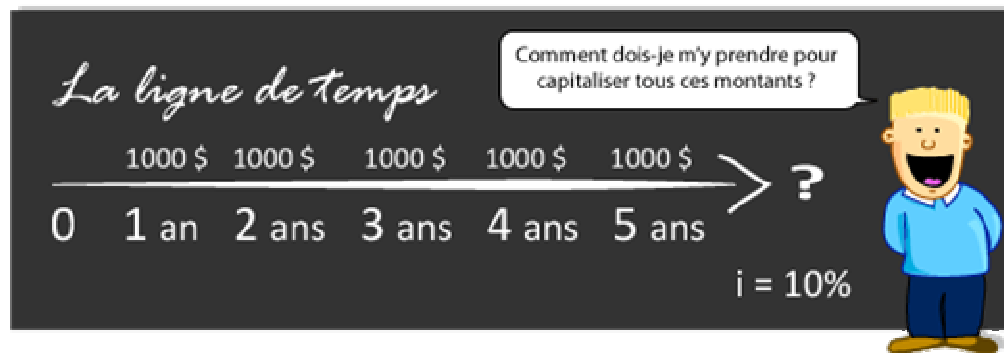 Comment dois-je m'y prendre pour
capitaliser tous ces montants ?
La ligne de temps
1000 $ 1000 $ 1000 $ 1000 $ 1000 $
?
0 1 an 2 ans 3 ans 4 ans 5 ans
i = 10%